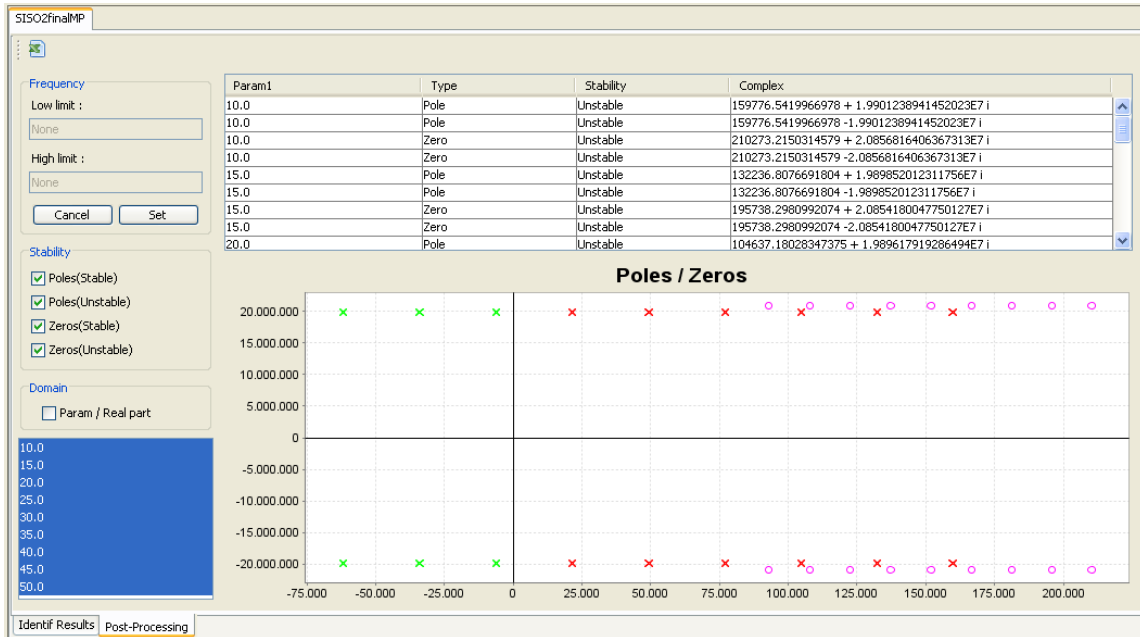 SISO2finalMP
Frequency
Low limit :
None
High limit :
None
Cancel Set
Stability
Poles(Stable)
Poles(Unstable)
Zeros(Stable)
Zeros(Unstable)
Domain
Param / Real part
10.0
15.0
20.0
25.0
30.0
35.0
40.0
45.0
50.0
Param1 Type Stability Complex
10.0 Pole Unstable 159776.5419966978 + 1.9901238941452023E7 i
10.0 Pole Unstable 159776.5419966978 -1.9901238941452023E7 i
10.0 Zero Unstable 210273.2150314579 + 2.0856816406367313E7 i
10.0 Zero Unstable 210273.2150314579 -2.0856816406367313E7 i
15.0 Pole Unstable 132236.8076691804 + 1.989852012311756E7 i
15.0 Pole Unstable 132236.8076691804 -1.989852012311756E7 i
15.0 Zero Unstable 195738.2980992074 + 2.0854180047750127E7 i
15.0 Zero Unstable 195738.2980992074 -2.0854180047750127E7 i
20.0 Pole Unstable 104637.18028347375 + 1.989617919286494E7 i
Poles / Zeros
20.000.000
15.000.000
10.000.000
5.000.000
0
-5.000.000
-10.000.000
-15.000.000
-20.000.000
-75.000 -50.000 -25.000 0 25.000 50.000 75.000 100.000 125.000 150.000 175.000 200.000
Identif Results Post-Processing